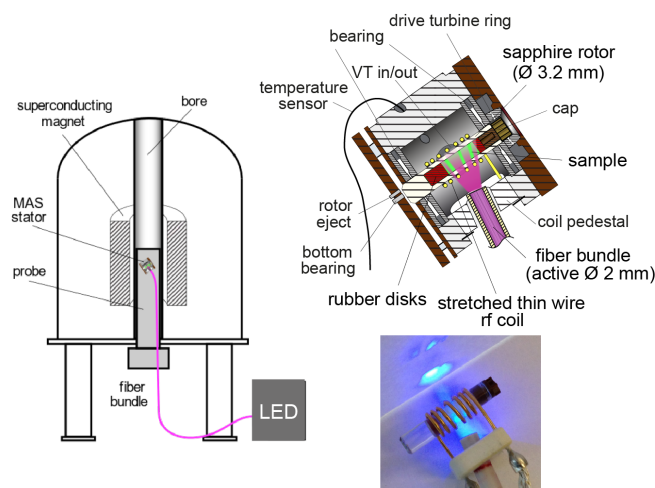 superconducting
magnet
bore
MAS
stator
probe
fiber
bundle
LED
drive turbine ring
bearing
VT in/out
temperature
sensor
sapphire rotor
(Ø 3.2 mm)
cap
sample
rotor
eject
bottom
bearing
coil pedestal
fiber bundle
(active Ø 2 mm)
rubber disks
stretched thin wire
rf coil